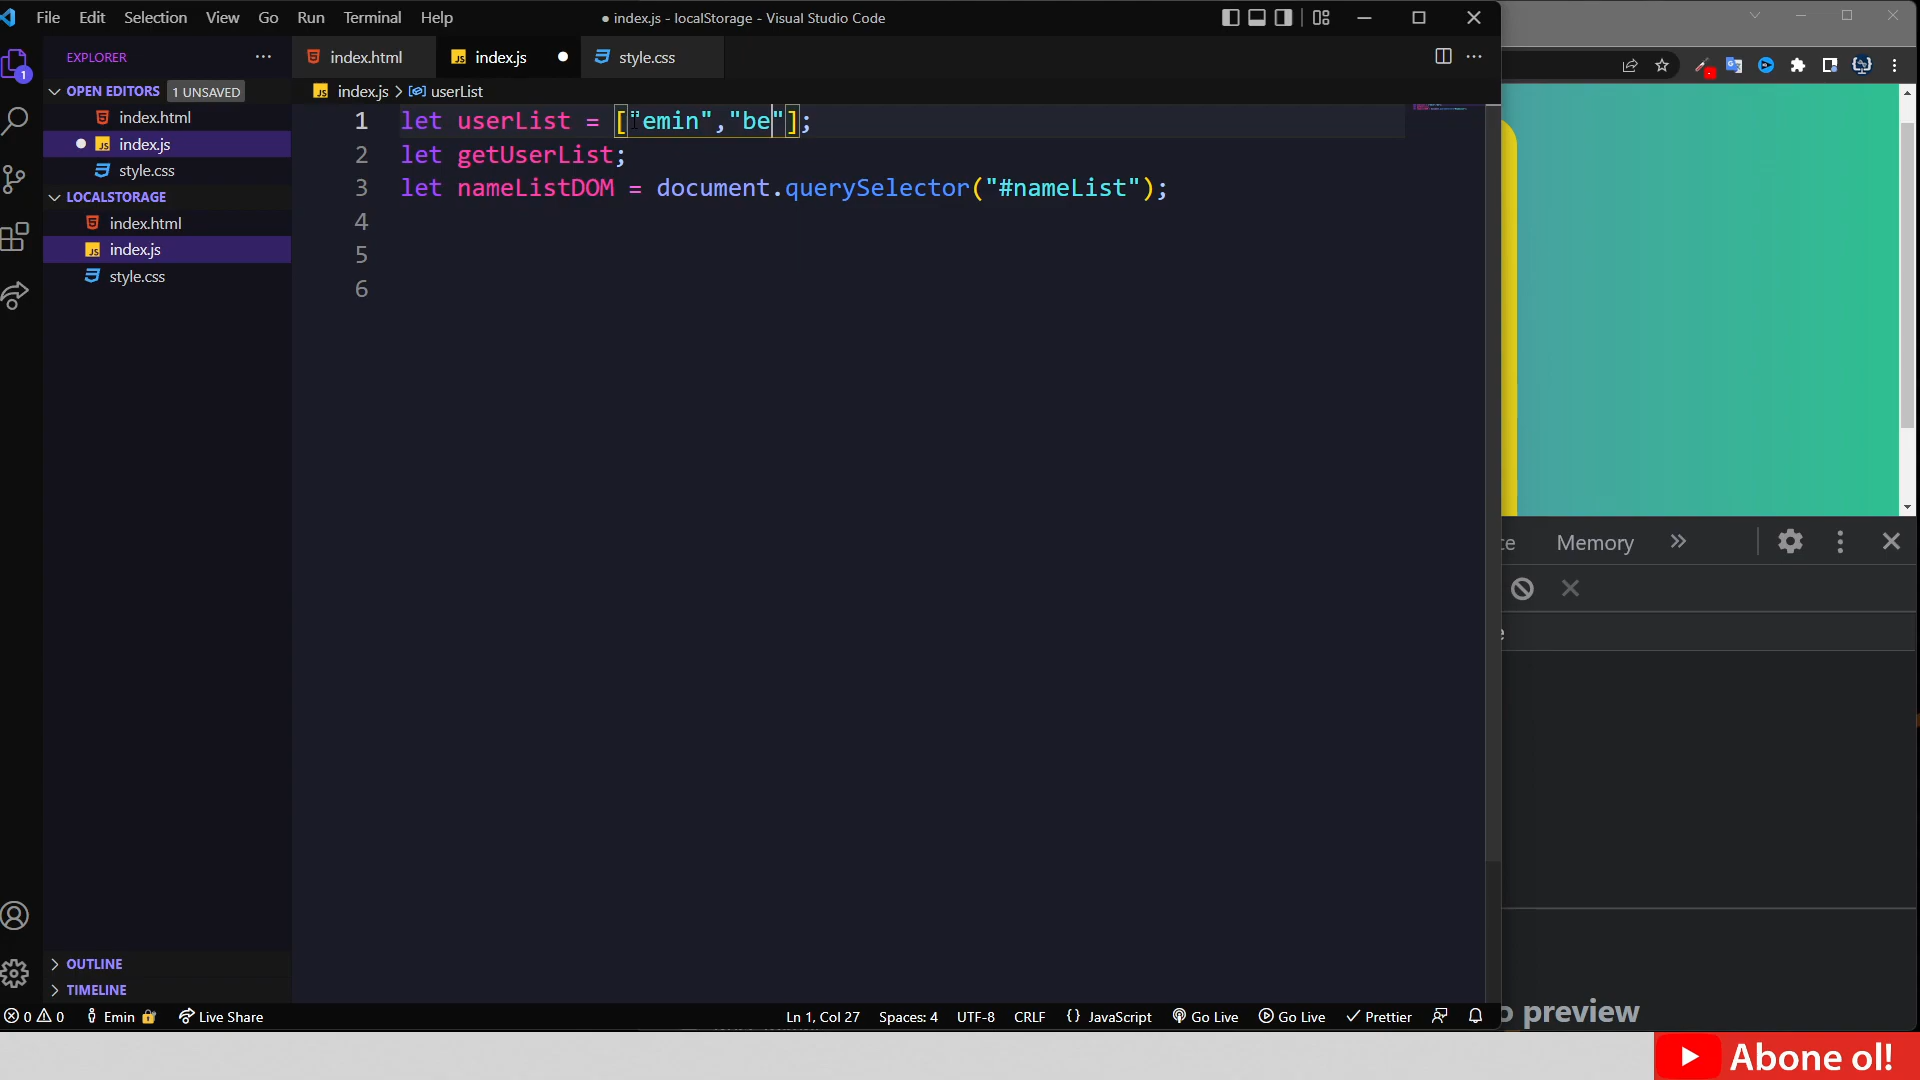 File Edit Selection View Go Run Terminal Help
● index.js - localStorage - Visual Studio Code
EXPLORER
index.html
index.js
style.css
OPEN EDITORS
1 UNSAVED
index.js > userList
index.html
index.js
style.css
LOCALSTORAGE
index.html
index.js
style.css
1 let userList = ["emin","be"];
2 let getUserList;
3 let nameListDOM = document.querySelector("#nameList");
4
5
6
1
Memory
OUTLINE
TIMELINE
0 0 Emin Live Share
Ln 1, Col 27 Spaces: 4 UTF-8 CRLF {} JavaScript Go Live Go Live Prettier
preview
Abone ol!